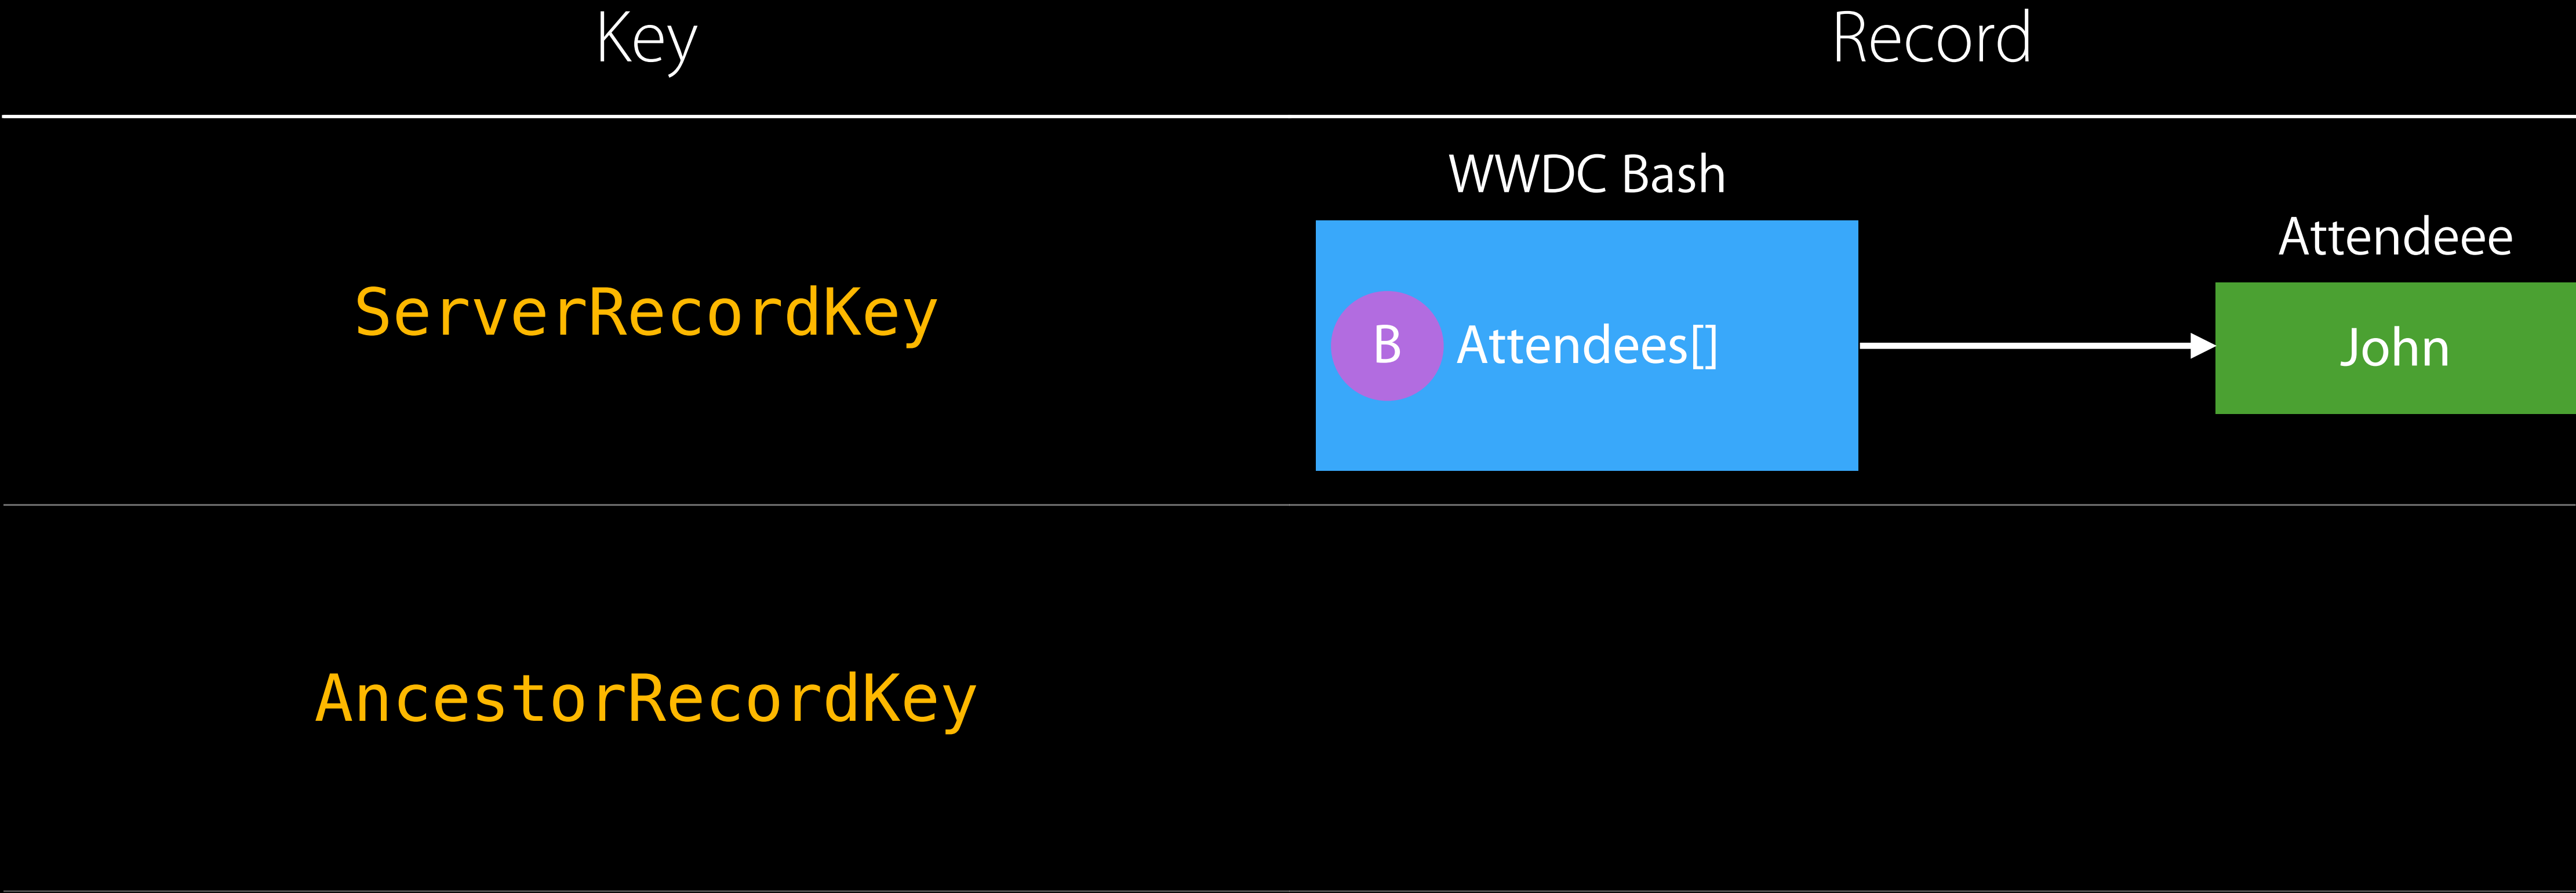 Key
Record
WWDC Bash
Attendeee
ServerRecordKey
B Attendees[]
John
AncestorRecordKey